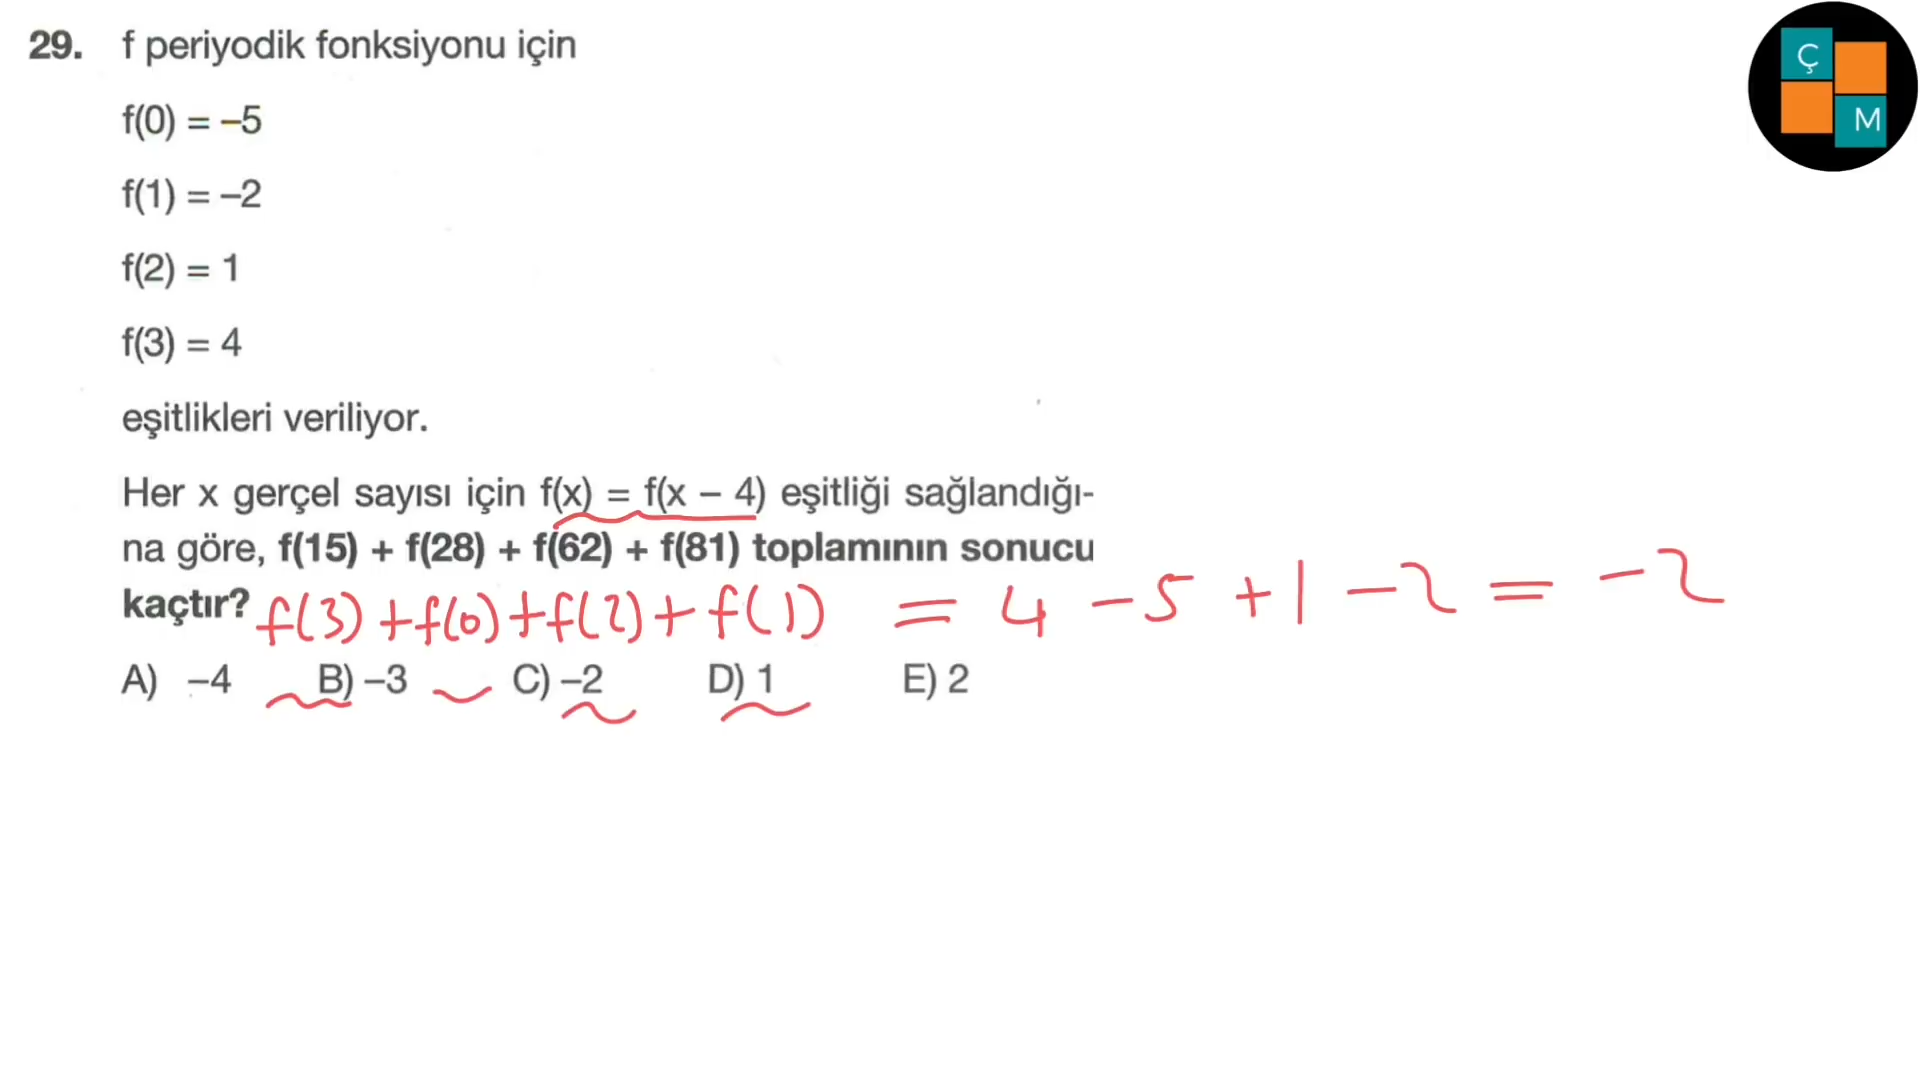 29. f periyodik fonksiyonu için
f(0) = –5
f(1) = –2
f(2) = 1
f(3) = 4
eşitlikleri veriliyor.
Her x gerçel sayısı için f(x) = f(x – 4) eşitliği sağlandığı-
na göre, f(15) + f(28) + f(62) + f(81) toplamının sonucu
kaçtır? f(3) + f(0) + f(2) + f(1) = 4 – 5 + 1 – 2 = – 2
A) –4 B) –3 C) –2 D) 1 E) 2
Ç
M